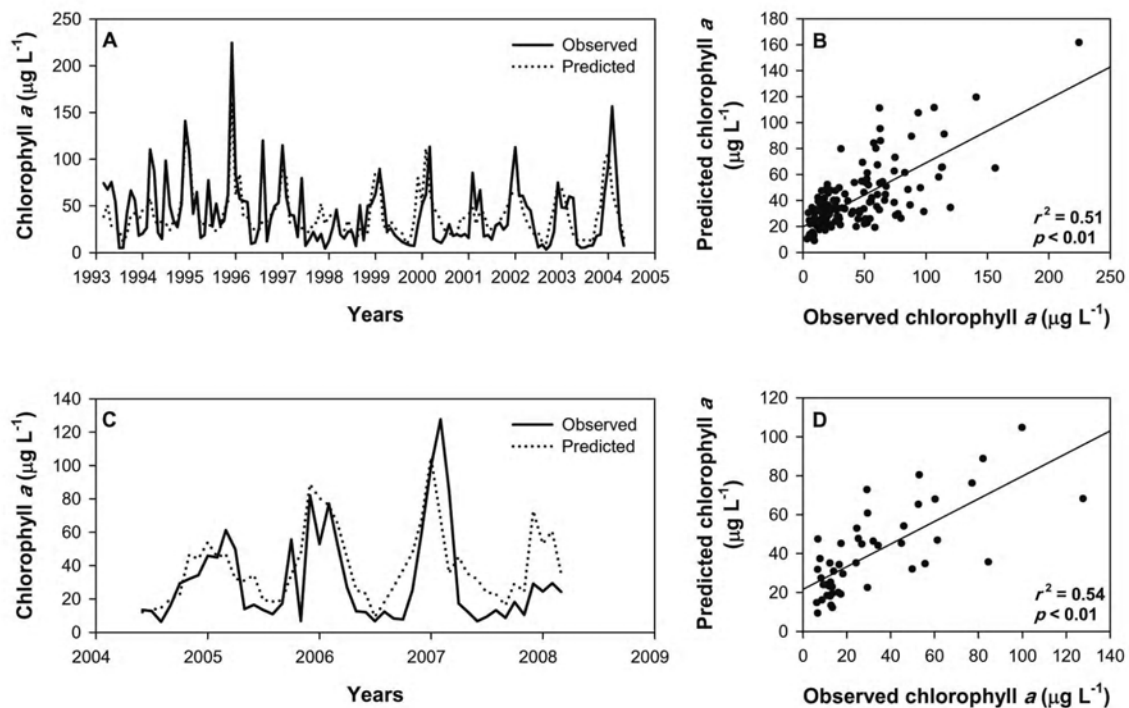 A
Observed
Predicted
Chlorophyll a (μg L-1)
250
200
150
100
50
0
1993 1994 1995 1996 1997 1998 1999 2000 2001 2002 2003 2004 2005
Years
B
Predicted chlorophyll a
(μg L-1)
180
160
140
120
100
80
60
40
20
0
r2 = 0.51
p < 0.01
0 50 100 150 200 250
Observed chlorophyll a (μg L-1)
C
Observed
Predicted
Chlorophyll a (μg L-1)
140
120
100
80
60
40
20
0
2004 2005 2006 2007 2008 2009
Years
D
Predicted chlorophyll a
(μg L-1)
120
100
80
60
40
20
0
r2 = 0.54
p < 0.01
0 20 40 60 80 100 120 140
Observed chlorophyll a (μg L-1)